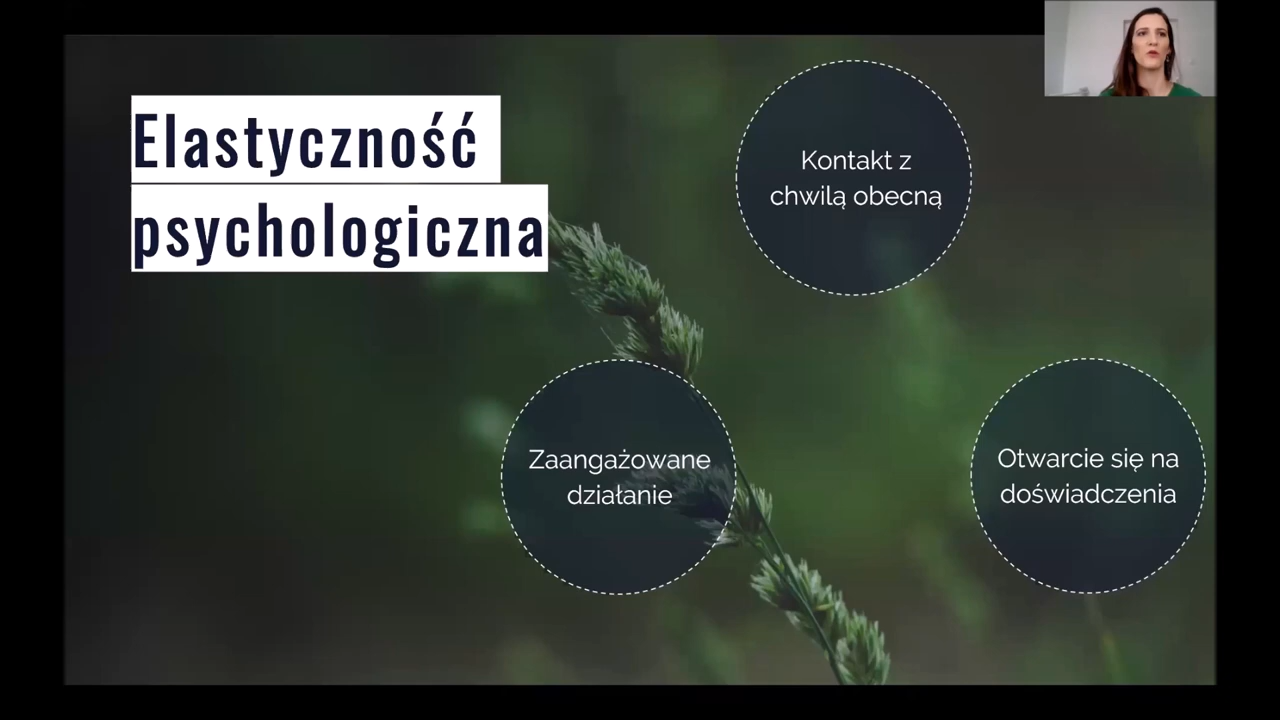 Elastyczność
psychologiczna
Kontakt z
chwilą obecną
Zaangażowane
działanie
Otwarcie się na
doświadczenia